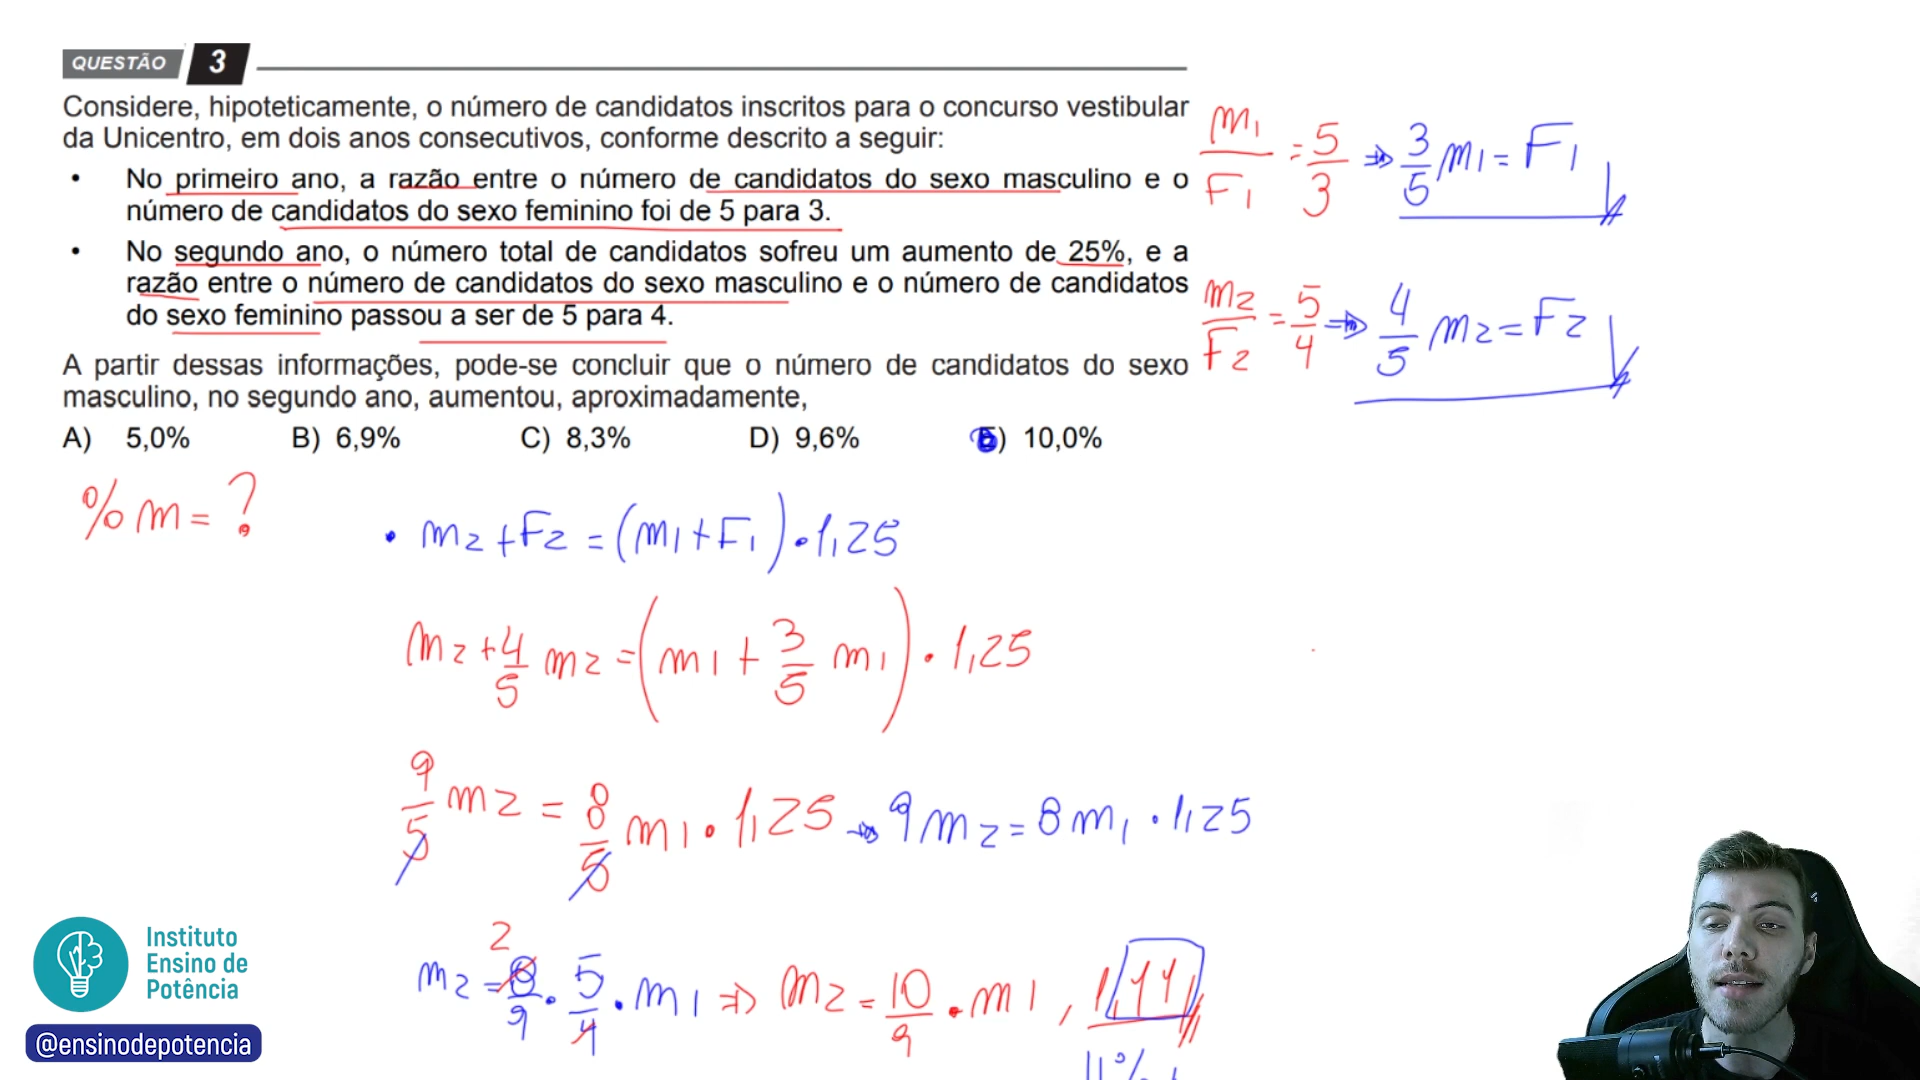 QUESTÃO 3
Considere, hipoteticamente, o número de candidatos inscritos para o concurso vestibular
da Unicentro, em dois anos consecutivos, conforme descrito a seguir:
• No primeiro ano, a razão entre o número de candidatos do sexo masculino e o
número de candidatos do sexo feminino foi de 5 para 3.
• No segundo ano, o número total de candidatos sofreu um aumento de 25%, e a
razão entre o número de candidatos do sexo masculino e o número de candidatos
do sexo feminino passou a ser de 5 para 4.
A partir dessas informações, pode-se concluir que o número de candidatos do sexo
masculino, no segundo ano, aumentou, aproximadamente,
A) 5,0% B) 6,9% C) 8,3% D) 9,6% E) 10,0%
m1/F1 = 5/3 ⇒ 3/5 m1 = F1
m2/F2 = 5/4 ⇒ 4/5 m2 = F2
% m = ?
• m2 + F2 = (m1 + F1) • 1,25
m2 + 4/5 m2 = (m1 + 3/5 m1) • 1,25
9/5 m2 = 8/5 m1 • 1,25 ⇒ 9 m2 = 8 m1 • 1,25
2
m2 = 8/9 • 5/4 • m1 ⇒ m2 = 10/9 • m1, 1,11
11%
Instituto
Ensino de
Potência
@ensinodepotencia